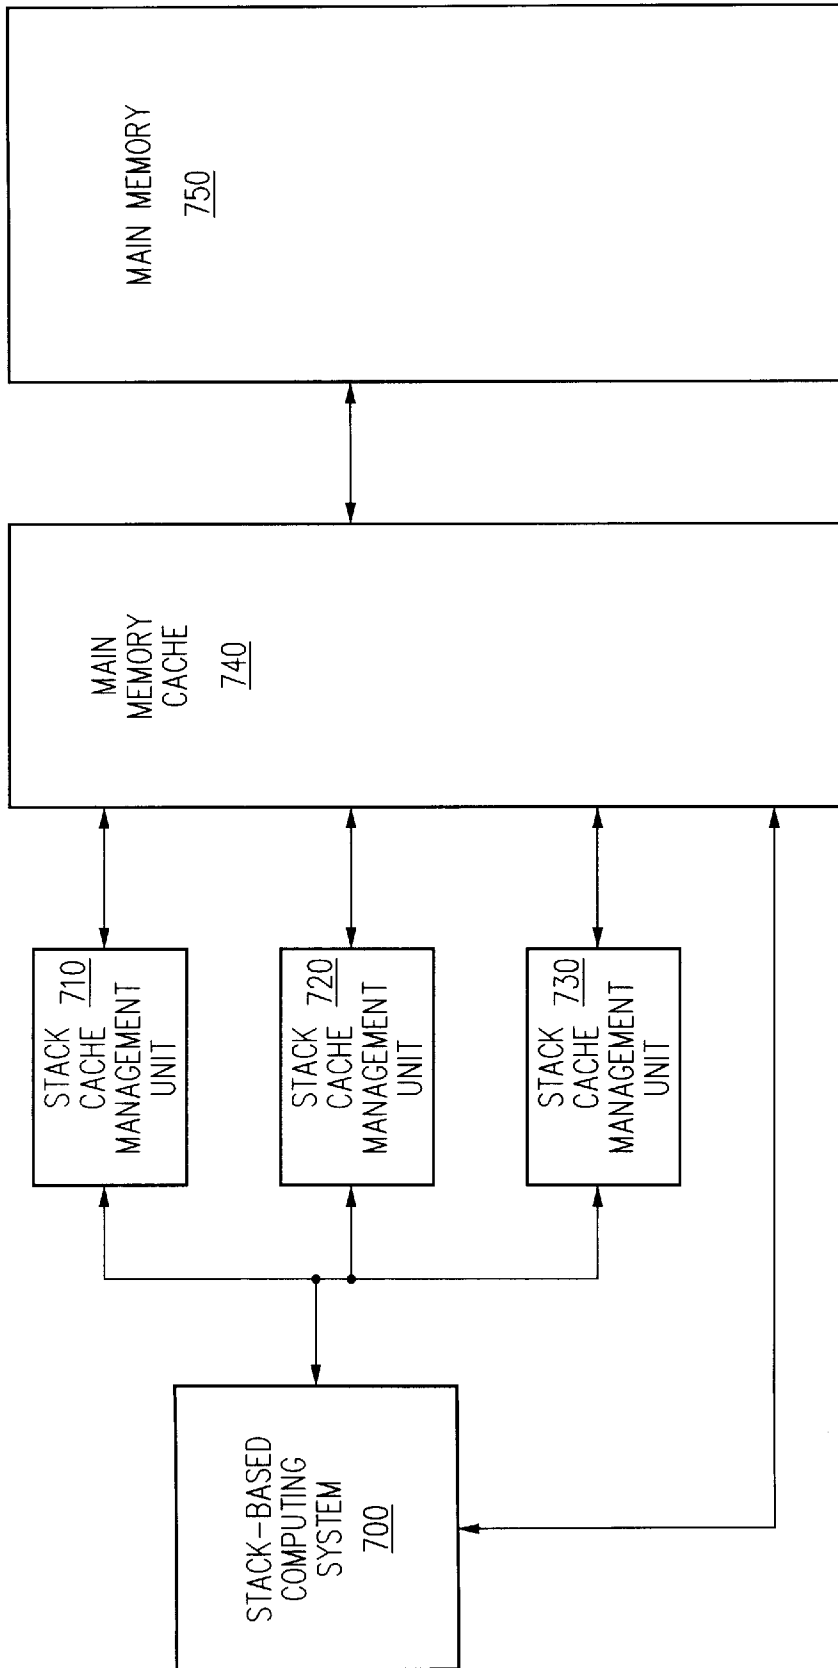 STACK-BASED
COMPUTING
SYSTEM
700
STACK 710
CACHE
MANAGEMENT
UNIT
STACK 720
CACHE
MANAGEMENT
UNIT
STACK 730
CACHE
MANAGEMENT
UNIT
MAIN
MEMORY
CACHE
740
MAIN MEMORY
750